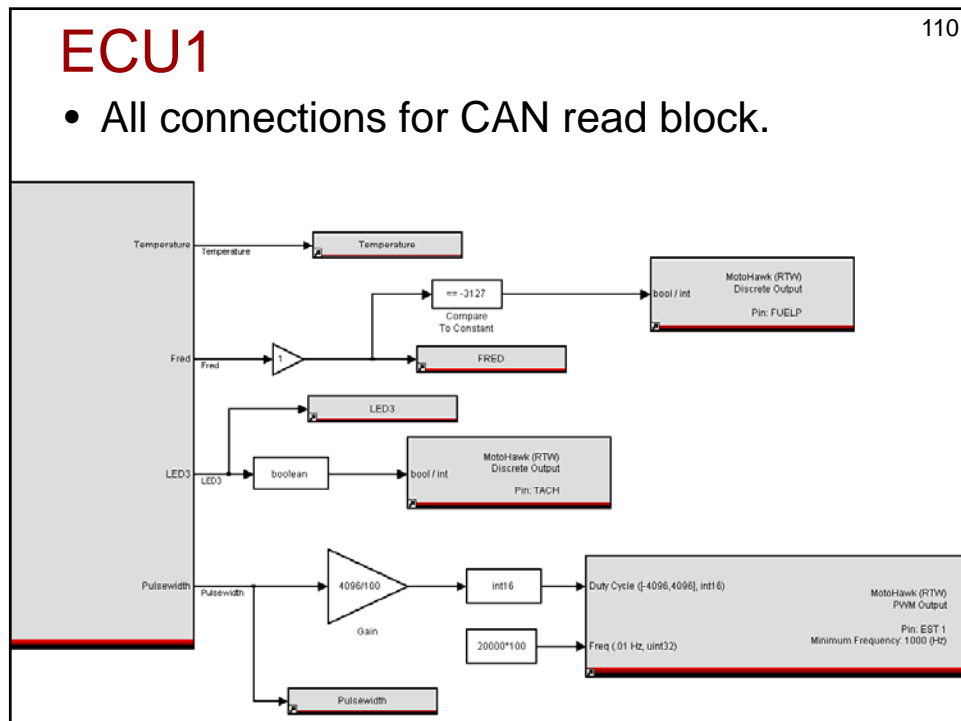 110
ECU1
• All connections for CAN read block.
Temperature
Temperature
Temperature
== -3127
Compare
To Constant
MotoHawk (RTW)
Discrete Output
bool / int
Pin: FUELP
Fred
Fred
1
FRED
LED3
LED3
LED3
boolean
MotoHawk (RTW)
Discrete Output
bool / int
Pin: TACH
Pulsewidth
Pulsewidth
4096/100
Gain
int16
Duty Cycle ([-4096,4096], int16)
MotoHawk (RTW)
PWM Output
Pin: EST 1
Minimum Frequency: 1000 (Hz)
20000*100
Freq (.01 Hz, uint32)
Pulsewidth